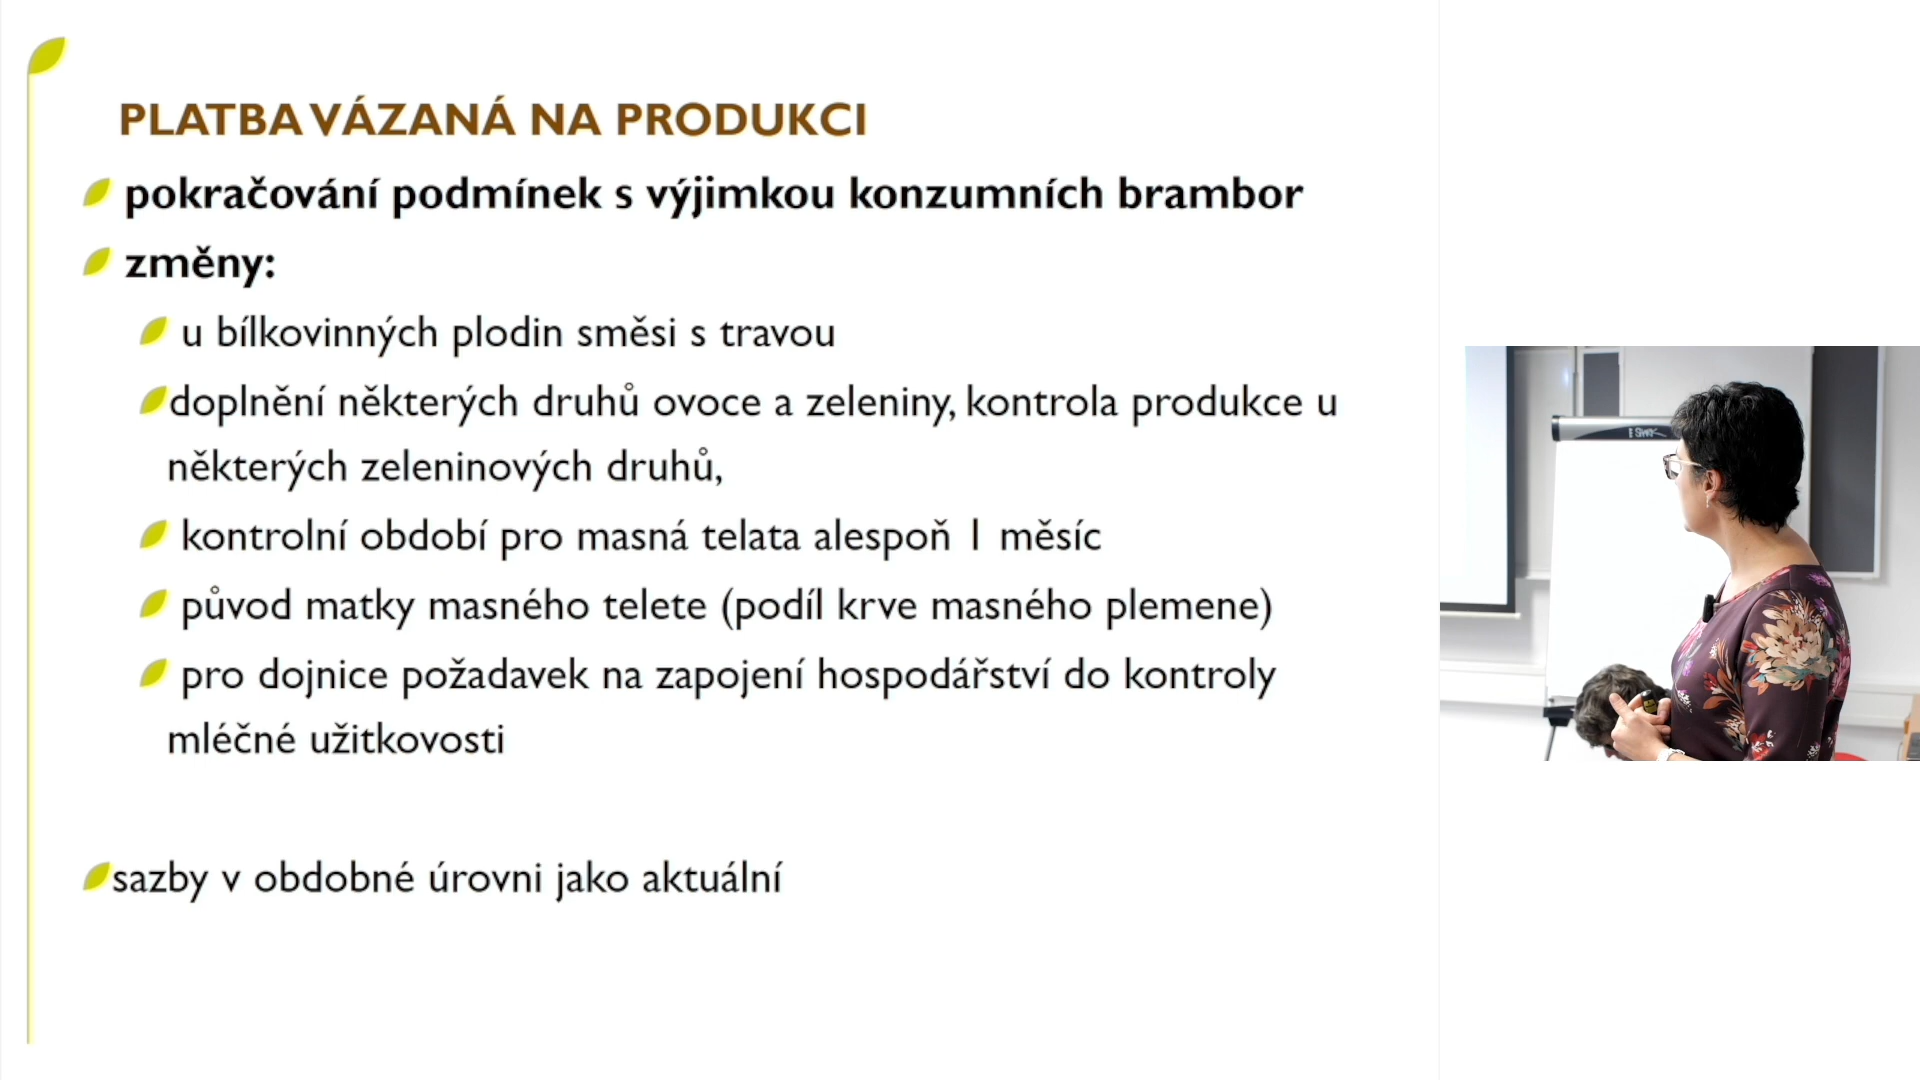 PLATBA VÁZANÁ NA PRODUKCI
pokračování podmínek s výjimkou konzumních brambor
změny:
u bílkovinných plodin směsi s travou
doplnění některých druhů ovoce a zeleniny, kontrola produkce u
některých zeleninových druhů,
kontrolní období pro masná telata alespoň 1 měsíc
původ matky masného telete (podíl krve masného plemene)
pro dojnice požadavek na zapojení hospodářství do kontroly
mléčné užitkovosti
sazby v obdobné úrovni jako aktuální